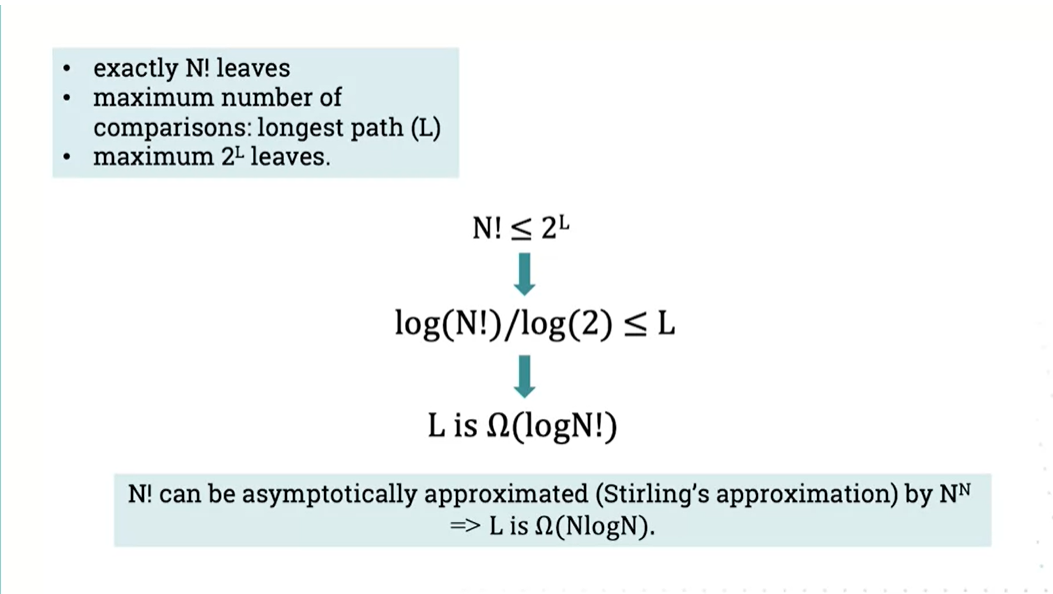 • exactly N! leaves
• maximum number of
comparisons: longest path (L)
• maximum 2ᴸ leaves.
N! ≤ 2ᴸ
log(N!)/log(2) ≤ L
L is Ω(logN!)
N! can be asymptotically approximated (Stirling’s approximation) by Nᴺ
=> L is Ω(NlogN).